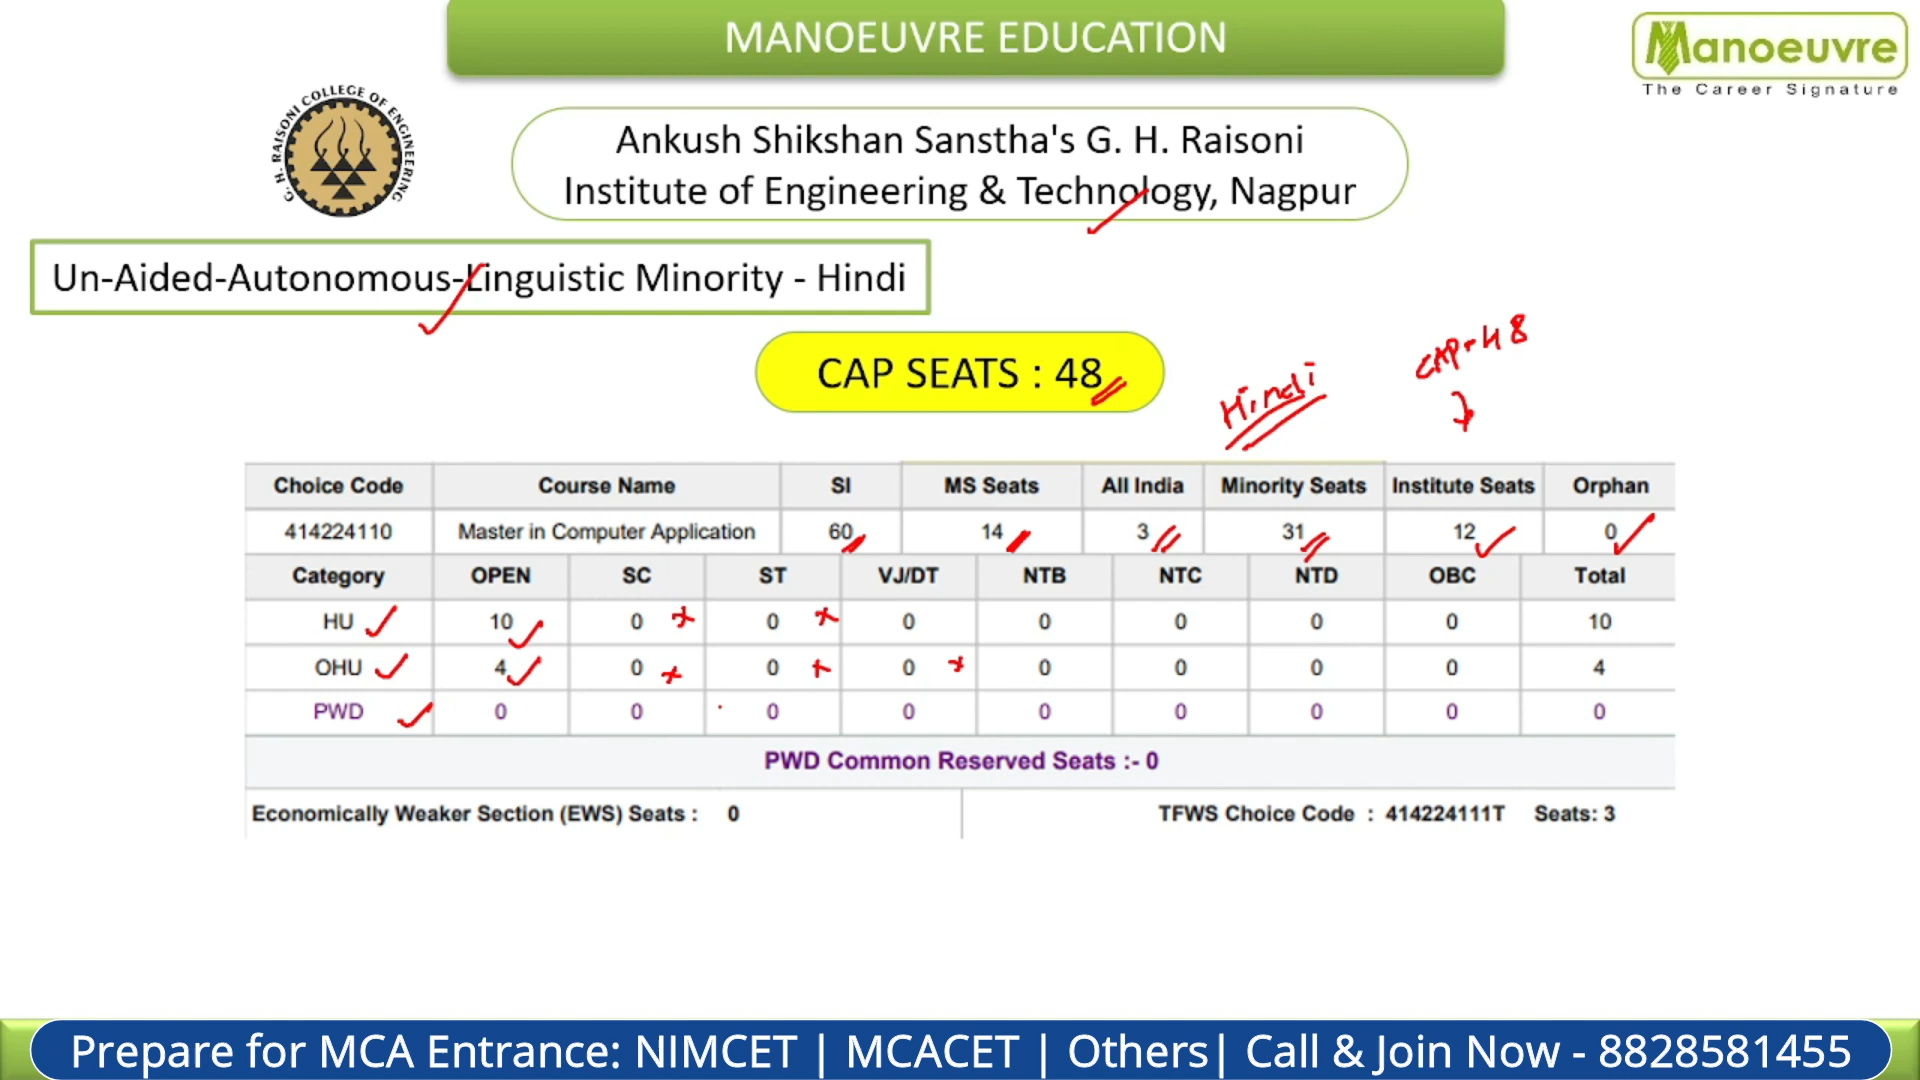 MANOEUVRE EDUCATION
Manoeuvre
The Career Signature
G. H. RAISONI COLLEGE OF ENGINEERING
Ankush Shikshan Sanstha's G. H. Raisoni
Institute of Engineering & Technology, Nagpur
Un-Aided-Autonomous-Linguistic Minority - Hindi
CAP SEATS : 48
Hindi
CAP-48
Choice Code Course Name SI MS Seats All India Minority Seats Institute Seats Orphan
414224110 Master in Computer Application 60 14 3 31 12 0
Category OPEN SC ST VJ/DT NTB NTC NTD OBC Total
HU 10 0 0 0 0 0 0 0 10
OHU 4 0 0 0 0 0 0 0 4
PWD 0 0 0 0 0 0 0 0 0
PWD Common Reserved Seats :- 0
Economically Weaker Section (EWS) Seats : 0 TFWS Choice Code : 414224111T Seats: 3
Prepare for MCA Entrance: NIMCET | MCACET | Others| Call & Join Now - 8828581455